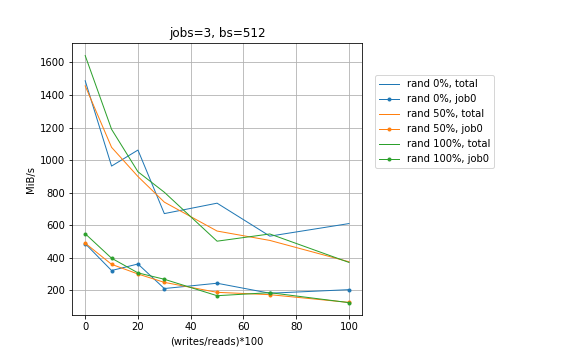 jobs=3, bs=512
MiB/s
1600
1400
1200
1000
800
600
400
200
0 20 40 60 80 100
(writes/reads)*100
rand 0%, total
rand 0%, job0
rand 50%, total
rand 50%, job0
rand 100%, total
rand 100%, job0